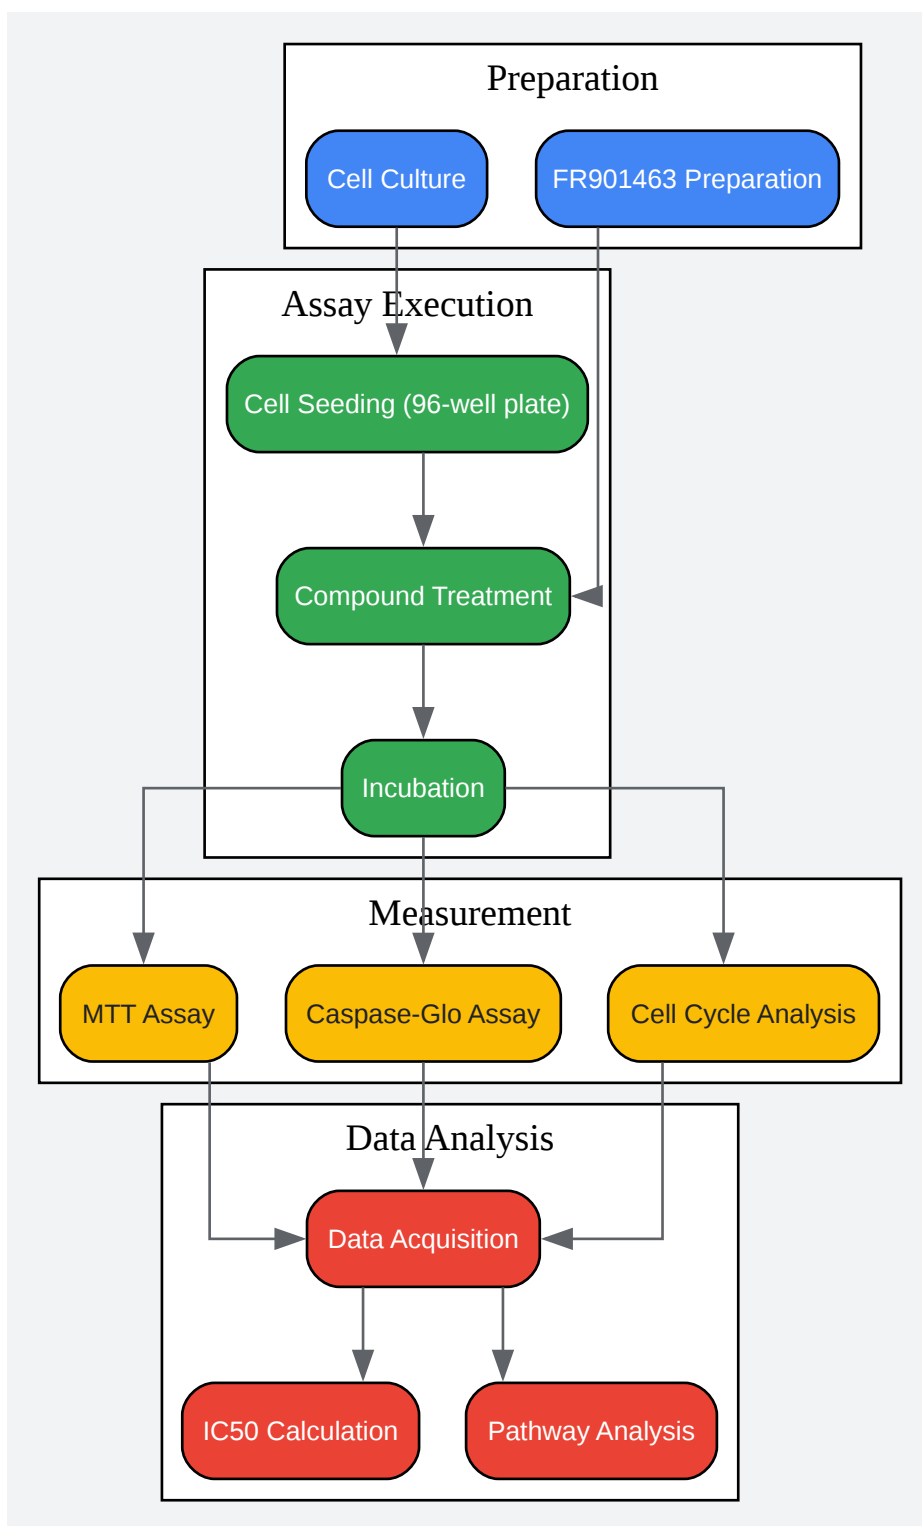 Preparation
Cell Culture
FR901463 Preparation
Assay Execution
Cell Seeding (96-well plate)
Compound Treatment
Incubation
Measurement
MTT Assay
Caspase-Glo Assay
Cell Cycle Analysis
Data Analysis
Data Acquisition
IC50 Calculation
Pathway Analysis